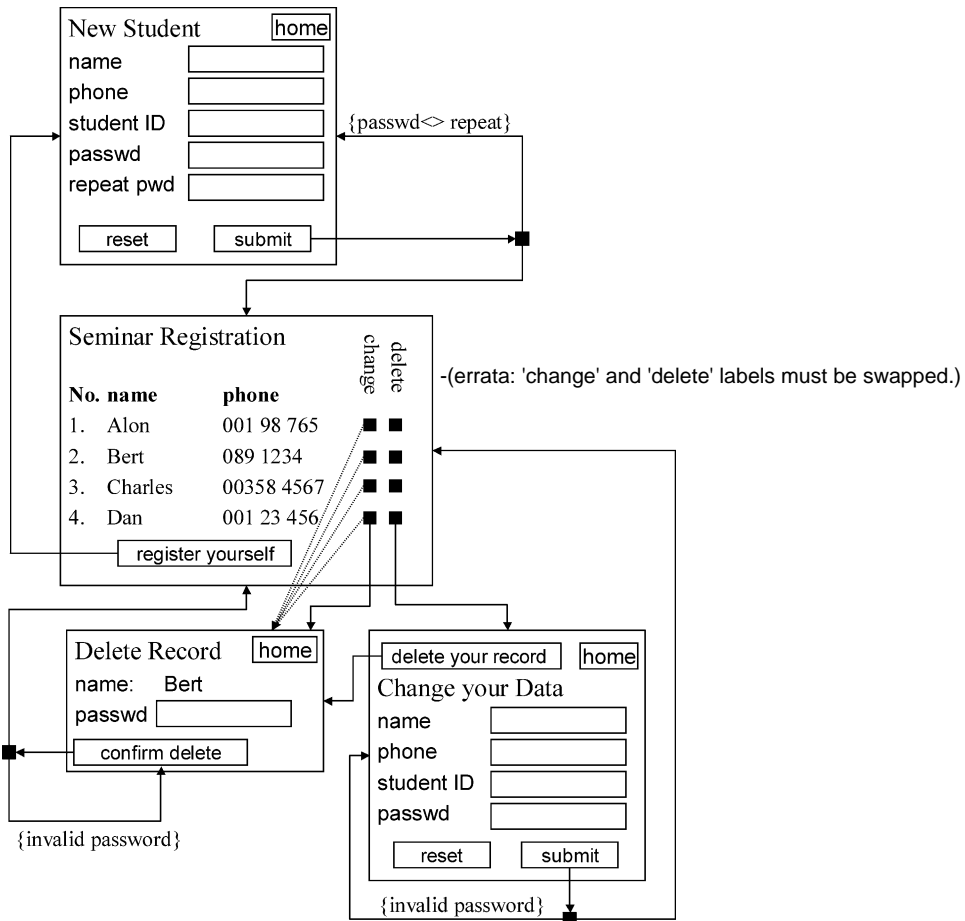 New Student home
name
phone
student ID
{passwd<> repeat}
passwd
repeat pwd
reset submit
Seminar Registration
change delete
-(errata: 'change' and 'delete' labels must be swapped.)
No. name phone
1. Alon 001 98 765
2. Bert 089 1234
3. Charles 00358 4567
4. Dan 001 23 456
register yourself
Delete Record home
name: Bert
passwd
confirm delete
{invalid password}
delete your record home
Change your Data
name
phone
student ID
passwd
reset submit
{invalid password}